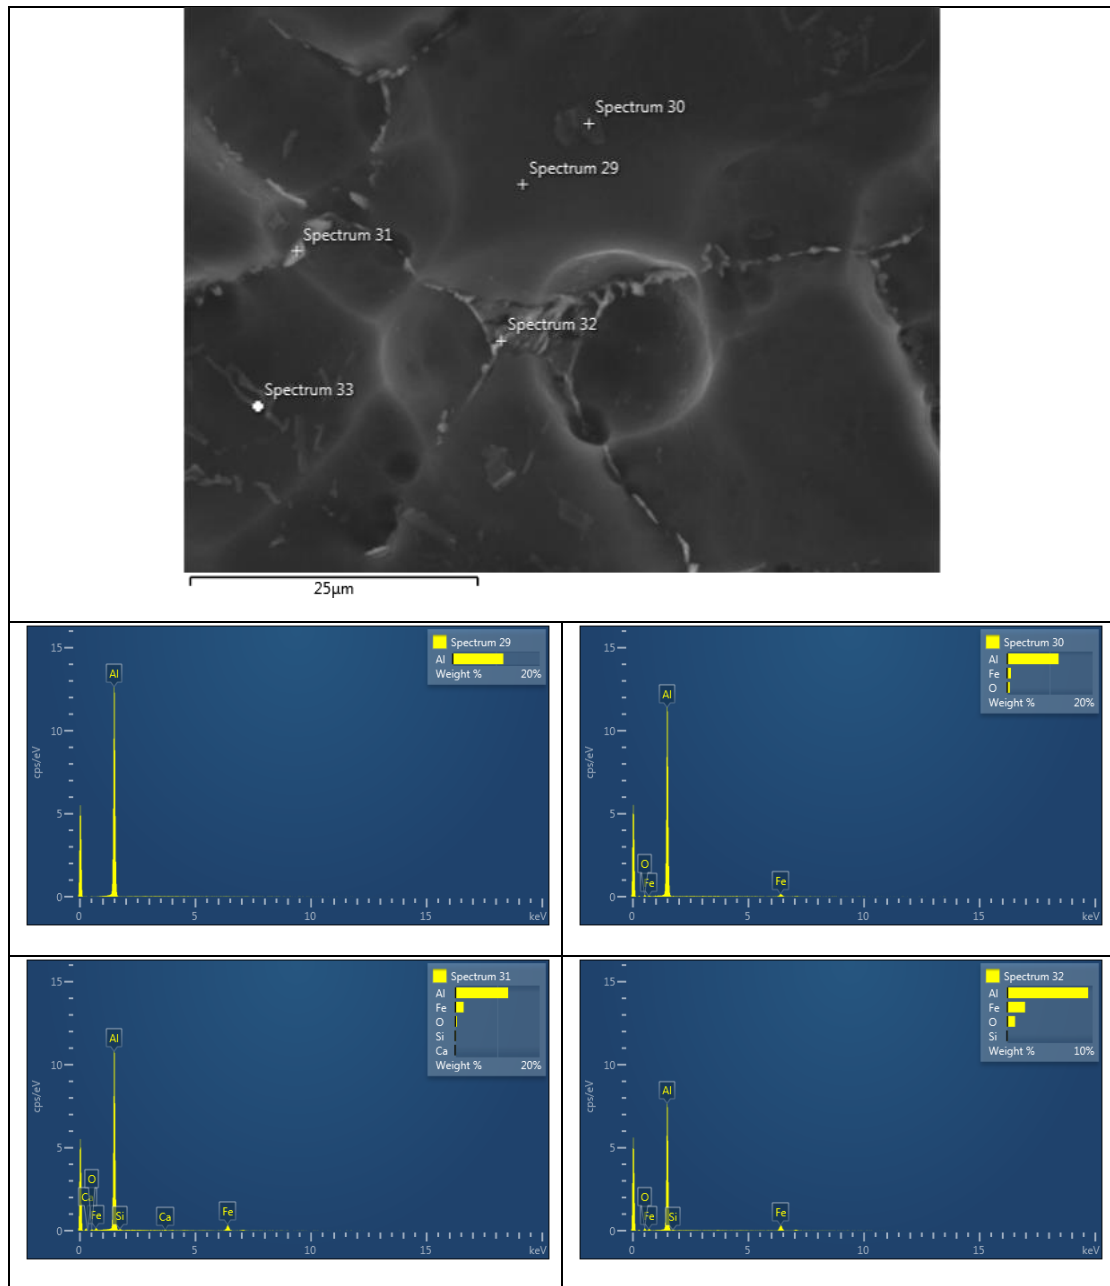 Spectrum 30
Spectrum 29
Spectrum 31
Spectrum 32
Spectrum 33
25µm
Spectrum 29
Al
Weight % 20%
15
10
5
0
cps/eV
Al
0 5 10 15 keV
Spectrum 30
Al
Fe
O
Weight % 20%
15
10
5
0
cps/eV
Al
O
Fe
Fe
0 5 10 15 keV
Spectrum 31
Al
Fe
O
Si
Ca
Weight % 20%
15
10
5
0
cps/eV
Al
O
Ca
Fe
Si
Ca
Fe
0 5 10 15 keV
Spectrum 32
Al
Fe
O
Si
Weight % 10%
15
10
5
0
cps/eV
Al
O
Fe
Si
Fe
0 5 10 15 keV